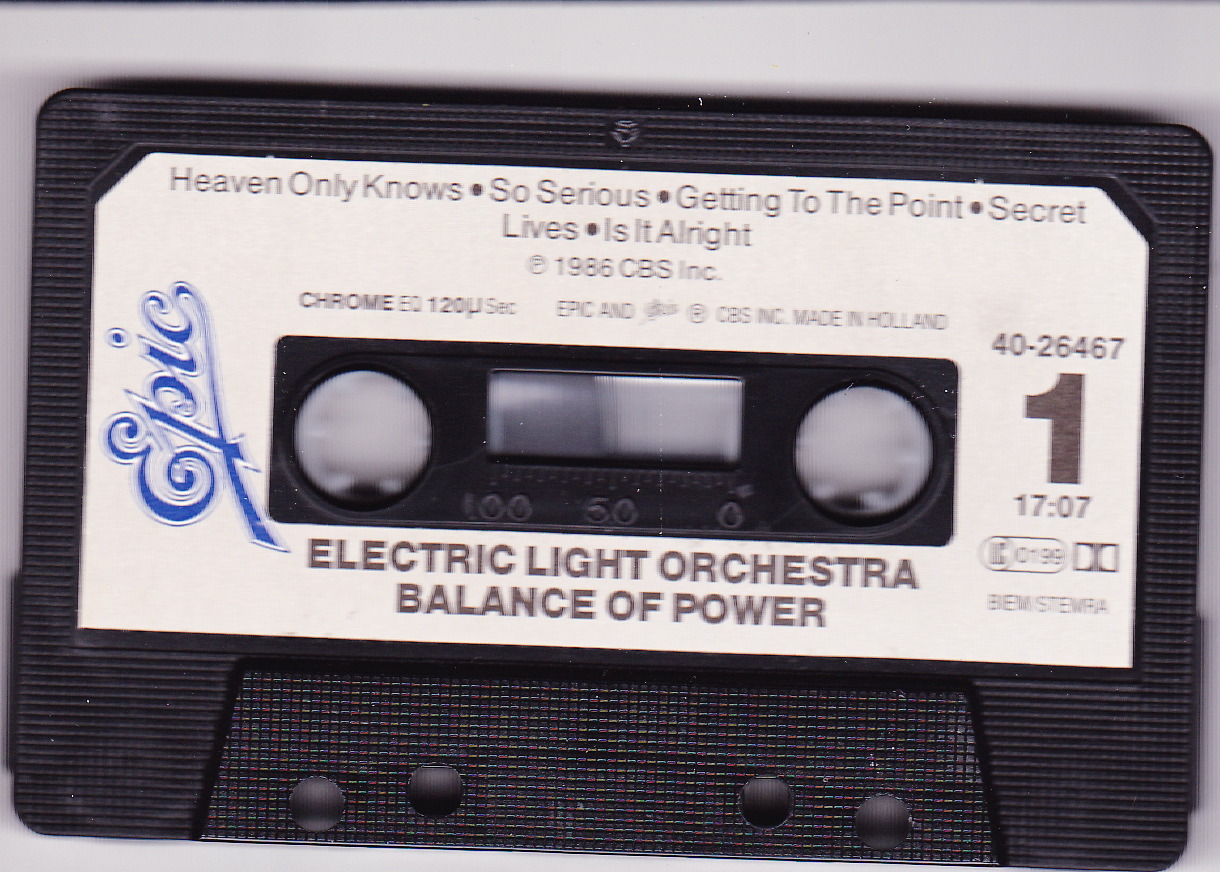 Heaven Only Knows • So Serious • Getting To The Point • Secret
Lives • Is It Alright
℗ 1986 CBS Inc.
CHROME EQ 120µ Sec EPIC AND Epic ® CBS INC. MADE IN HOLLAND
Epic
40-26467
1
17:07
100 50 0
0199
BIEM/STEMRA
ELECTRIC LIGHT ORCHESTRA
BALANCE OF POWER